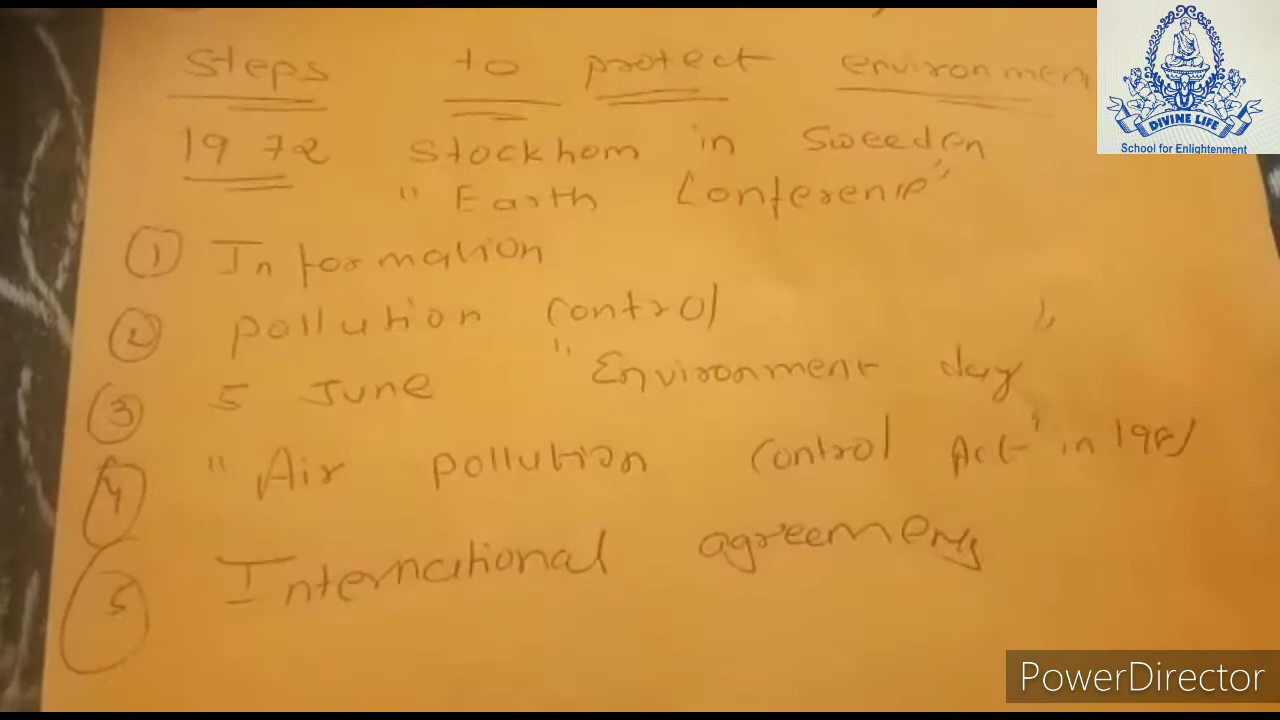 Steps to protect environmen
1972 Stockhom in Sweeden
"Earth Conference"
① Information
② pollution control
③ 5 June "Environment day"
④ "Air pollution control Act" in 1981
⑤ International agreements
DIVINE LIFE
School for Enlightenment
PowerDirector